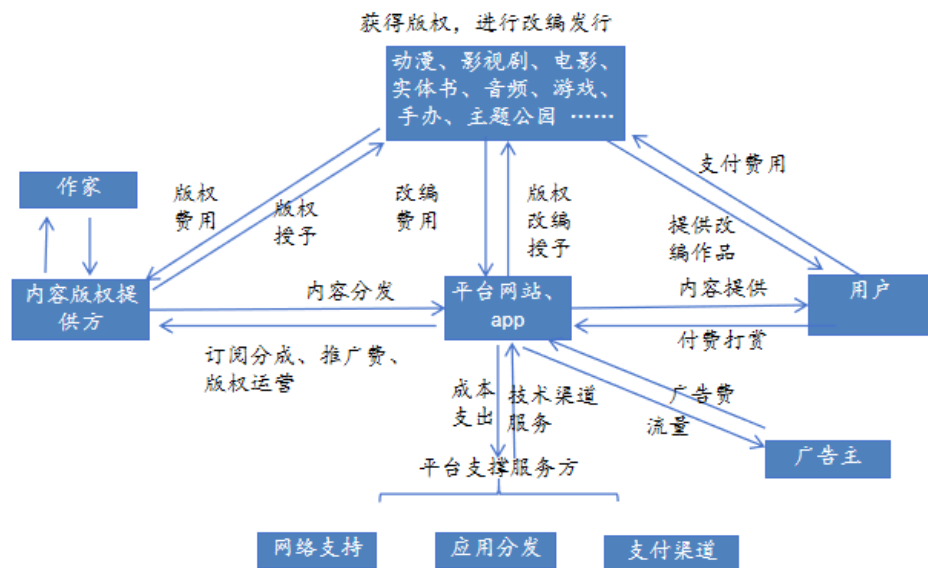 获得版权，进行改编发行
动漫、影视剧、电影、
实体书、音频、游戏、
手办、主题公园 ……
支付费用
作家
版权
费用
版权
授予
改编
费用
版权
改编
授予
提供改
编作品
内容版权提
供方
内容分发
平台网站、
app
内容提供
用户
订阅分成、推广费、
版权运营
付费打赏
成本
支出
技术渠道
服务
广告费
流量
广告主
平台支撑服务方
网络支持
应用分发
支付渠道